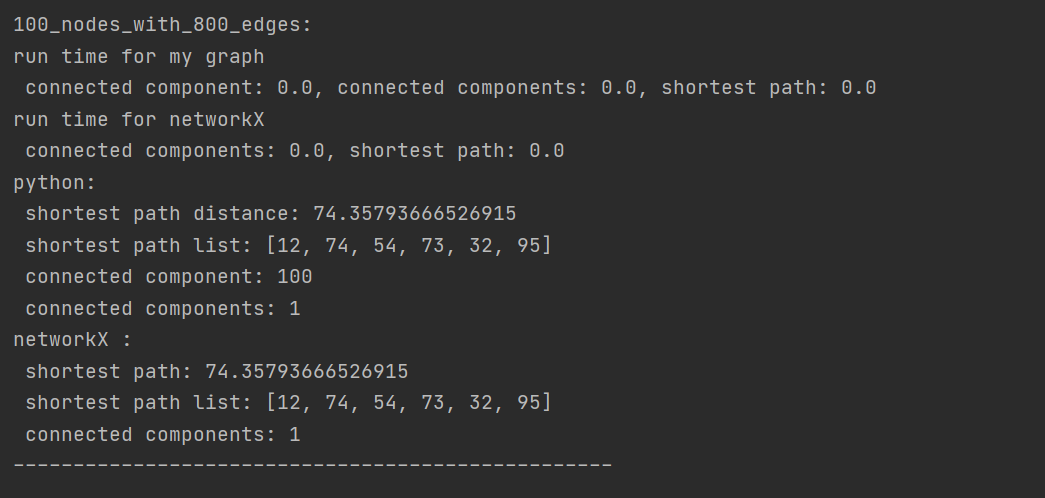 100_nodes_with_800_edges:
run time for my graph
connected component: 0.0, connected components: 0.0, shortest path: 0.0
run time for networkX
connected components: 0.0, shortest path: 0.0
python:
shortest path distance: 74.35793666526915
shortest path list: [12, 74, 54, 73, 32, 95]
connected component: 100
connected components: 1
networkX :
shortest path: 74.35793666526915
shortest path list: [12, 74, 54, 73, 32, 95]
connected components: 1
--------------------------------------------------